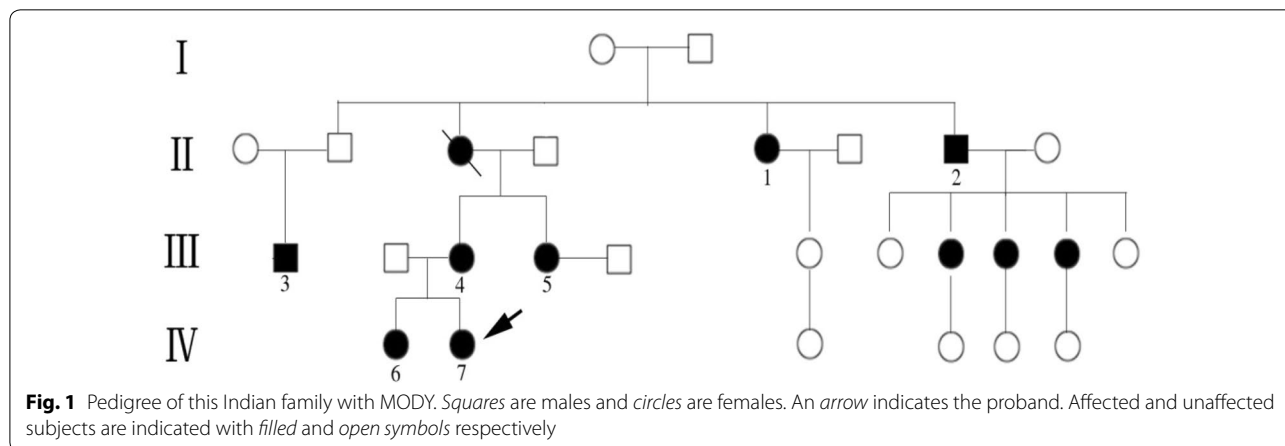 I
II
1
2
III
3
4
5
IV
6
7
Fig. 1 Pedigree of this Indian family with MODY. Squares are males and circles are females. An arrow indicates the proband. Affected and unaffected
subjects are indicated with filled and open symbols respectively